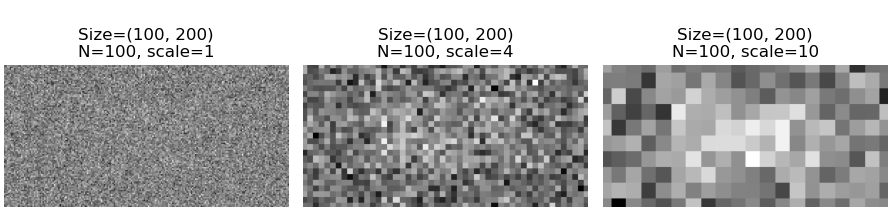 Size=(100, 200)
N=100, scale=1
Size=(100, 200)
N=100, scale=4
Size=(100, 200)
N=100, scale=10